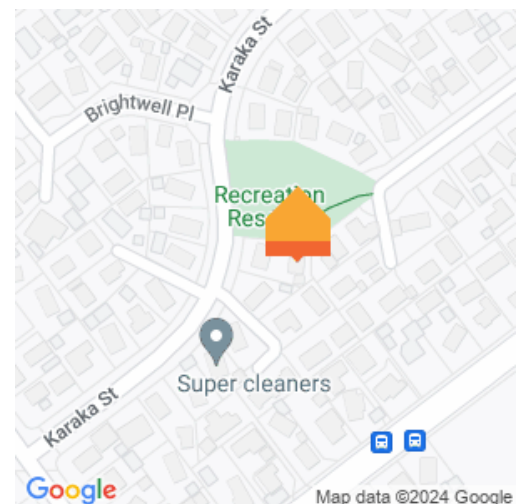 Karaka St
Brightwell Pl
Recreation
Res
Super cleaners
Karaka St
Google
Map data ©2024 Google